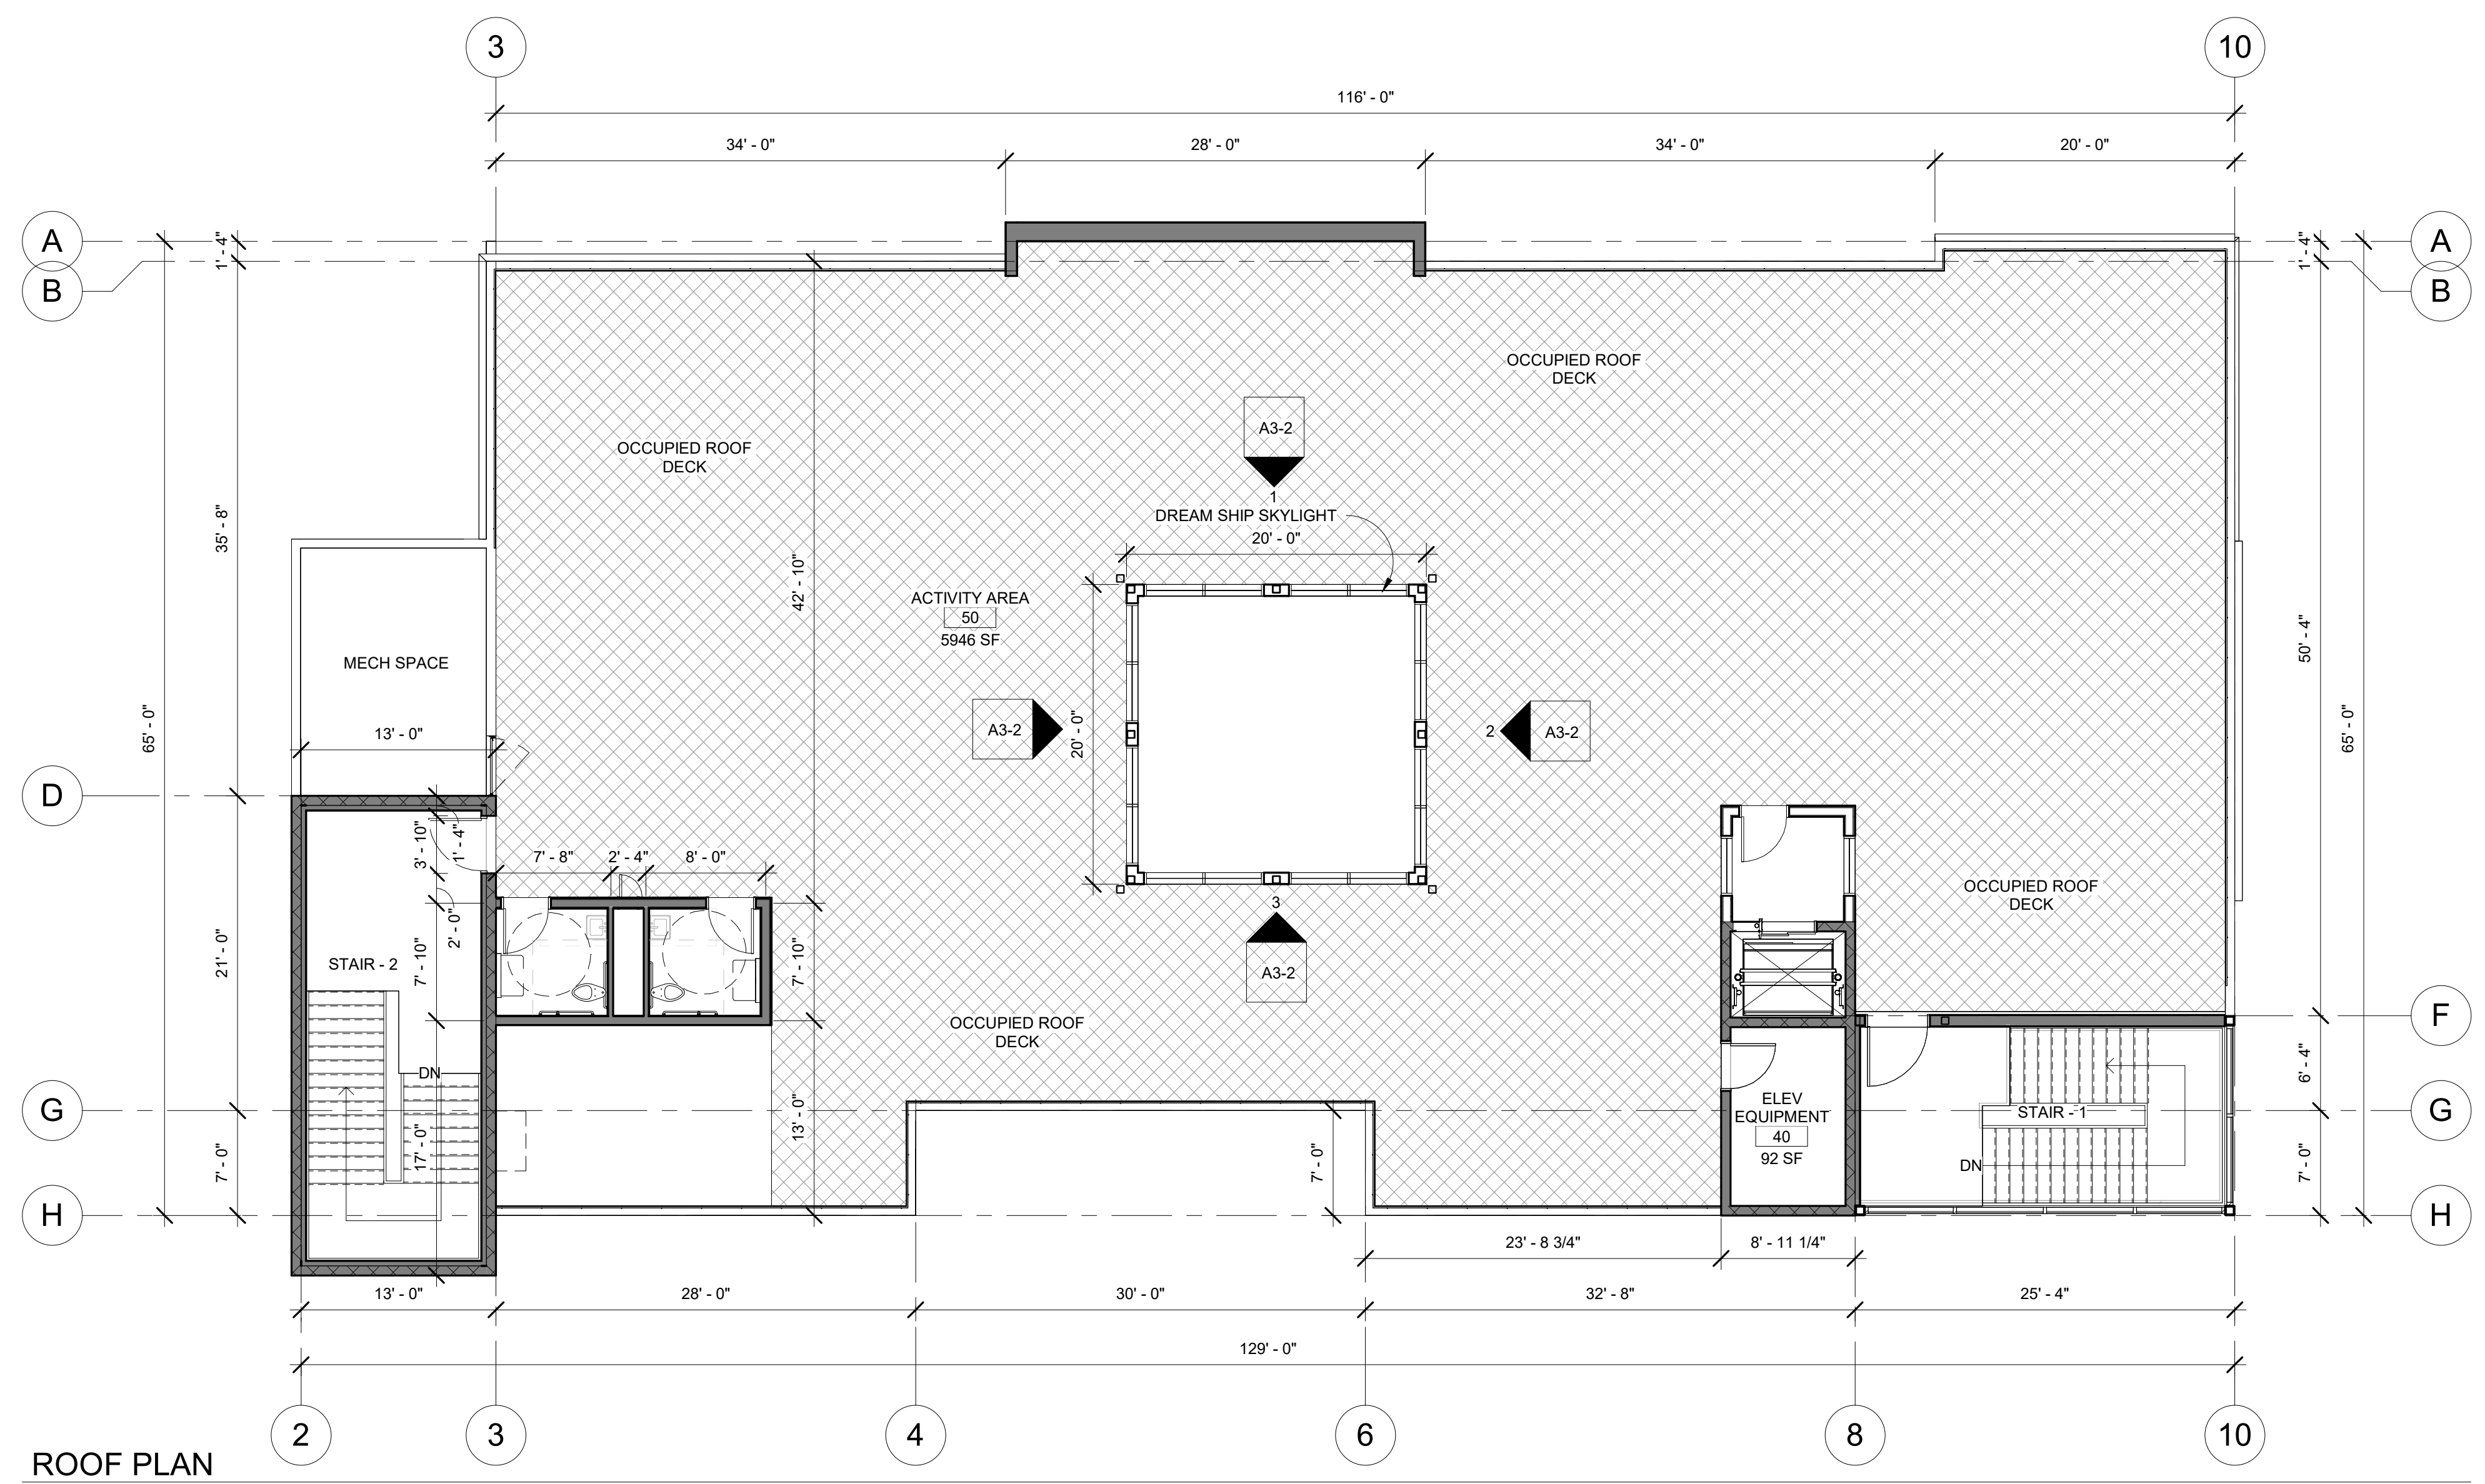 3
10
116' - 0"
34' - 0"
28' - 0"
34' - 0"
20' - 0"
A
1' - 4"
1' - 4"
A
B
B
OCCUPIED ROOF
DECK
A3-2
1
OCCUPIED ROOF
DECK
DREAM SHIP SKYLIGHT
20' - 0"
35' - 8"
42' - 10"
ACTIVITY AREA
50
5946 SF
50' - 4"
MECH SPACE
13' - 0"
65' - 0"
A3-2
20' - 0"
2
A3-2
65' - 0"
D
3' - 10"
1' - 4"
7' - 8"
2' - 4"
8' - 0"
OCCUPIED ROOF
DECK
3
A3-2
2' - 0"
21' - 0"
STAIR - 2
7' - 10"
7' - 10"
OCCUPIED ROOF
DECK
F
DN
6' - 4"
G
ELEV
EQUIPMENT
40
92 SF
STAIR - 1
G
17' - 0"
13' - 0"
7' - 0"
7' - 0"
DN
7' - 0"
H
H
23' - 8 3/4"
8' - 11 1/4"
13' - 0"
28' - 0"
30' - 0"
32' - 8"
25' - 4"
129' - 0"
2
3
4
6
8
10
ROOF PLAN